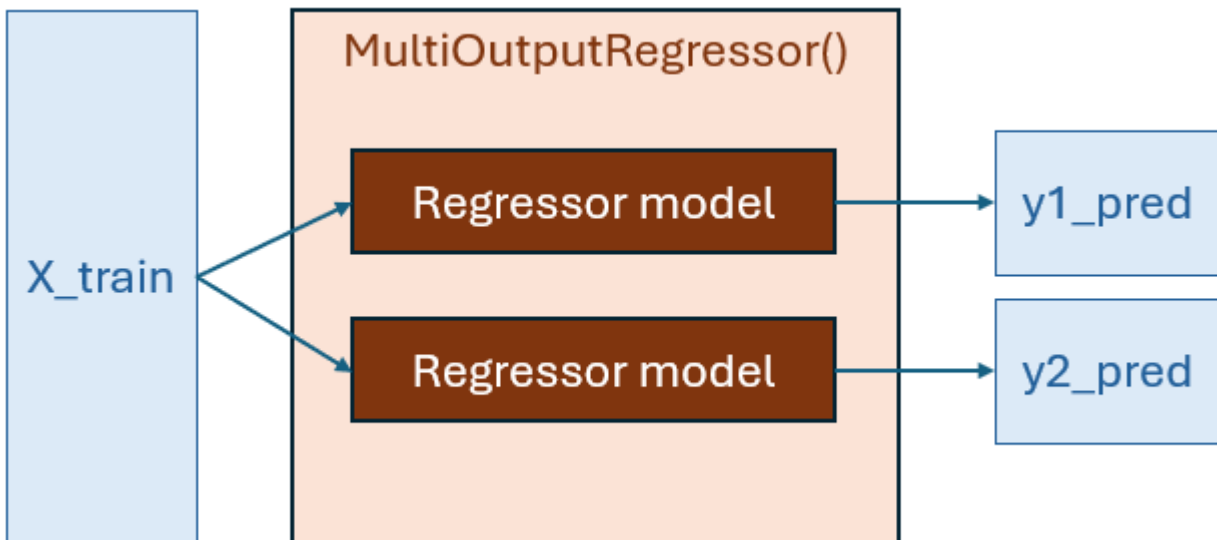 MultiOutputRegressor()
X_train
Regressor model
y1_pred
Regressor model
y2_pred